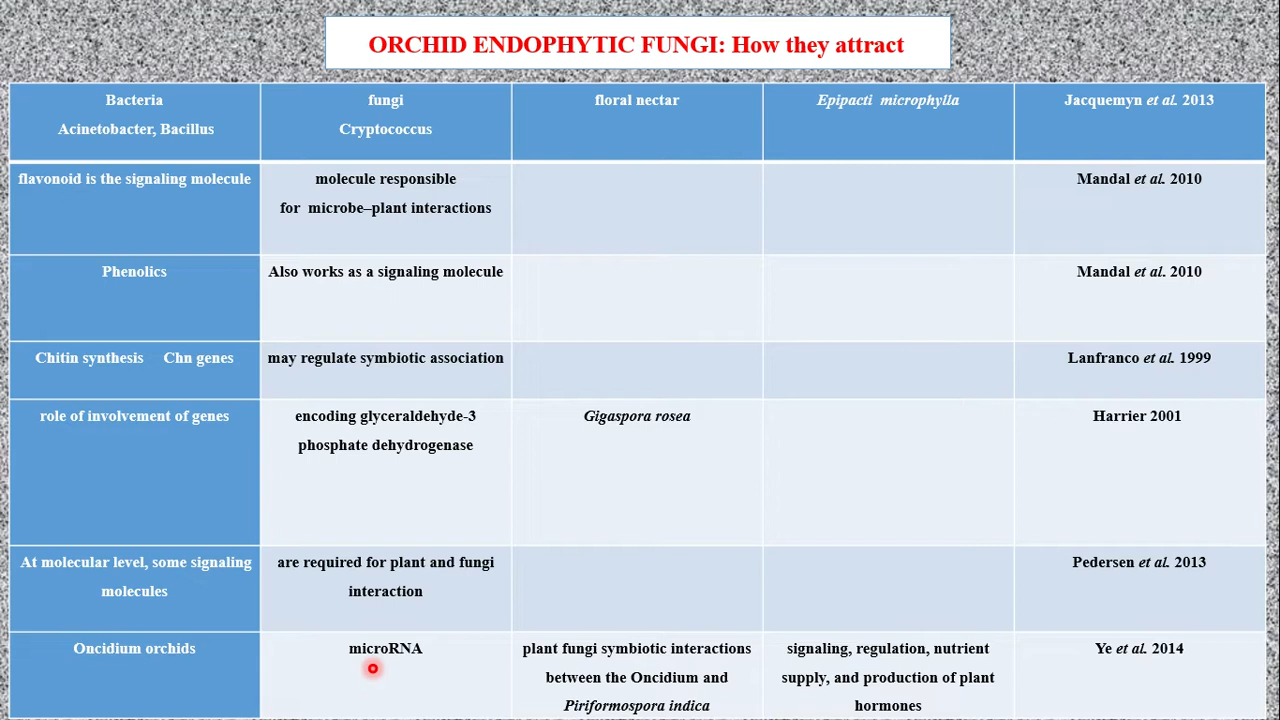 ORCHID ENDOPHYTIC FUNGI: How they attract
Bacteria
Acinetobacter, Bacillus
fungi
Cryptococcus
floral nectar
Epipacti microphylla
Jacquemyn et al. 2013
flavonoid is the signaling molecule
molecule responsible
for microbe–plant interactions
Mandal et al. 2010
Phenolics
Also works as a signaling molecule
Mandal et al. 2010
Chitin synthesis Chn genes
may regulate symbiotic association
Lanfranco et al. 1999
role of involvement of genes
encoding glyceraldehyde-3
phosphate dehydrogenase
Gigaspora rosea
Harrier 2001
At molecular level, some signaling
molecules
are required for plant and fungi
interaction
Pedersen et al. 2013
Oncidium orchids
microRNA
plant fungi symbiotic interactions
between the Oncidium and
Piriformospora indica
signaling, regulation, nutrient
supply, and production of plant
hormones
Ye et al. 2014